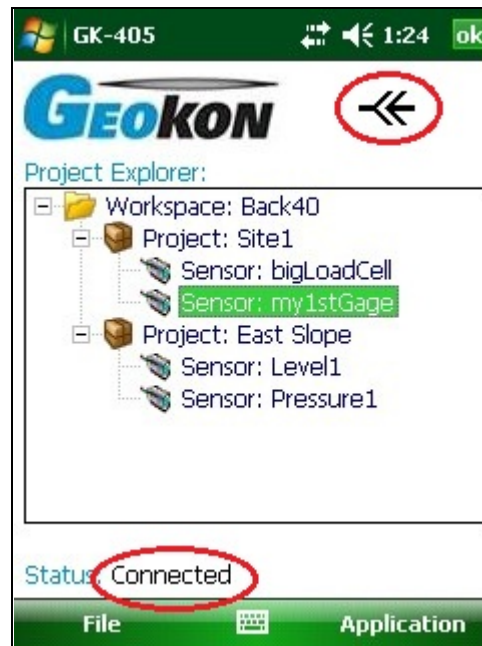 GK-405 1:24 ok
GEOKON
Project Explorer:
Workspace: Back40
Project: Site1
Sensor: bigLoadCell
Sensor: my1stGage
Project: East Slope
Sensor: Level1
Sensor: Pressure1
Status: Connected
File Application